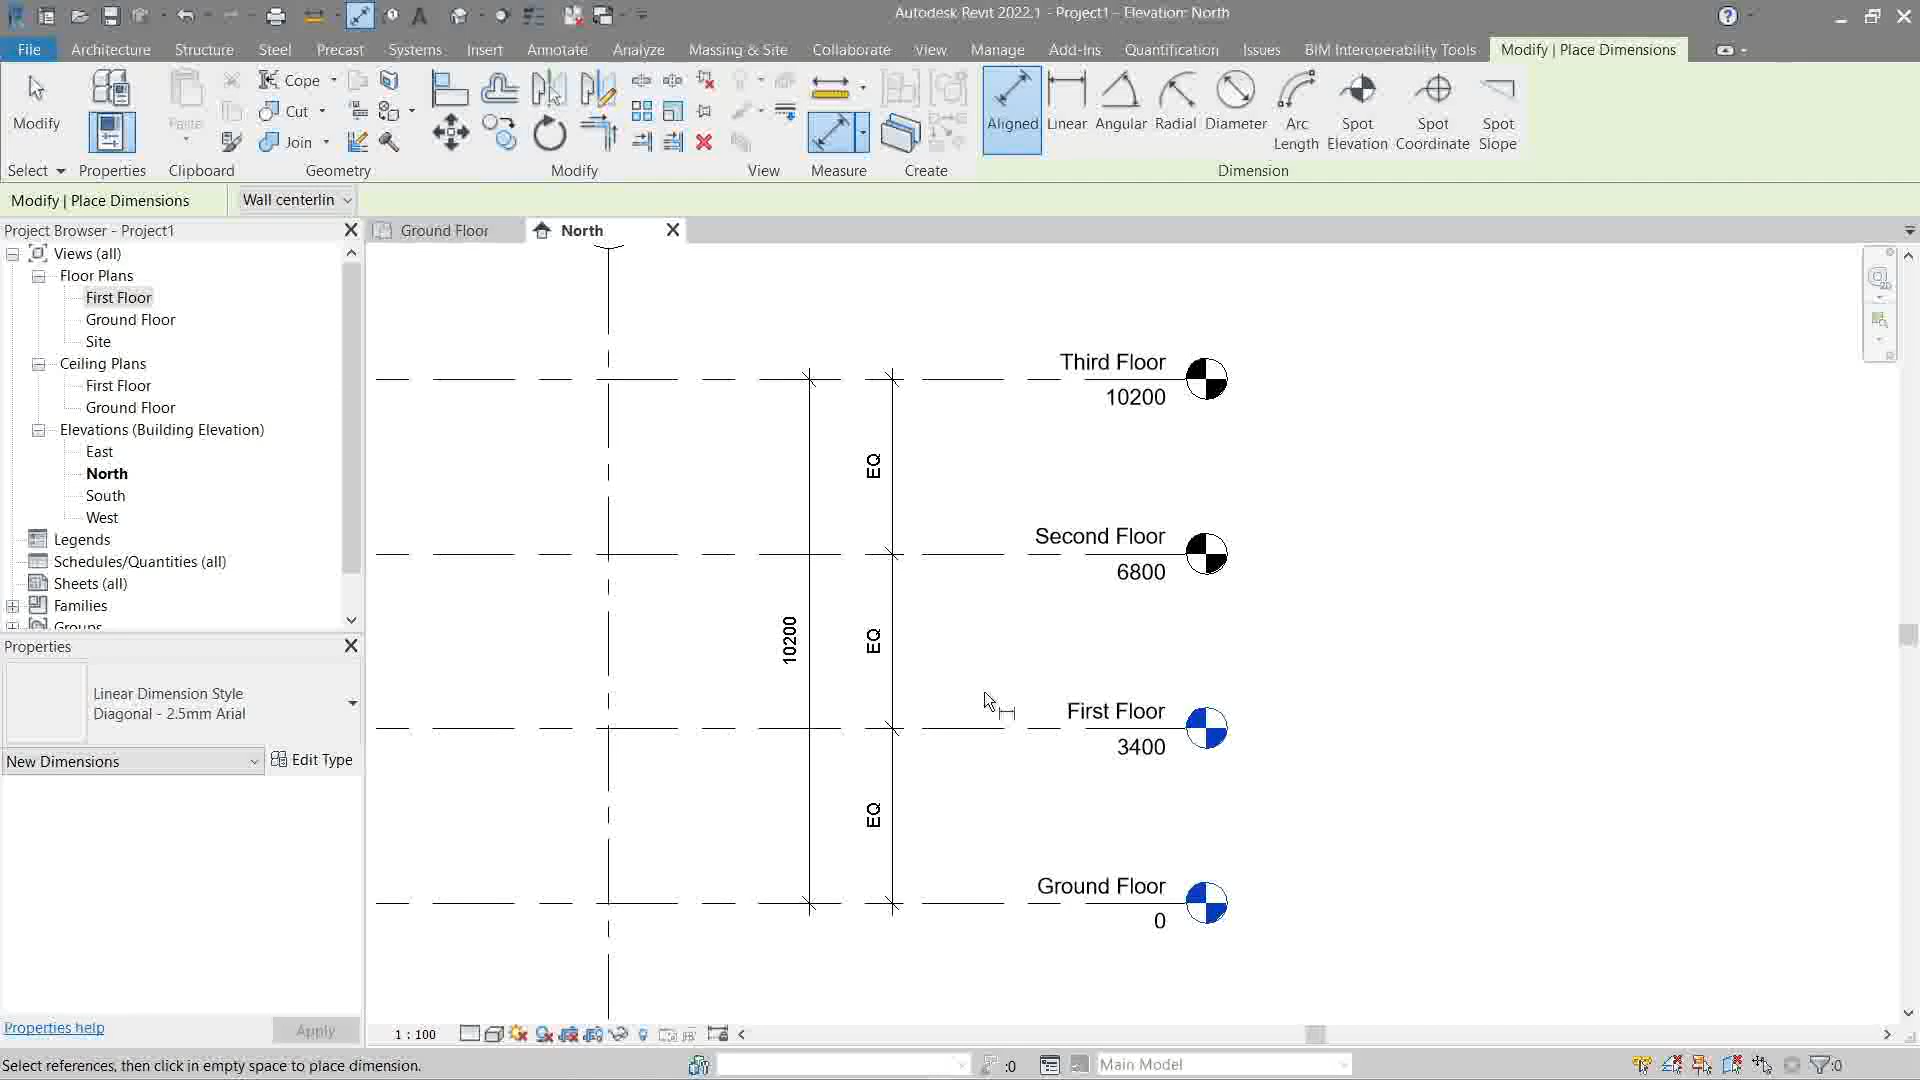 Autodesk Revit 2022.1 - Project1 - Elevation: North
File Architecture Structure Steel Precast Systems Insert Annotate Analyze Massing & Site Collaborate View Manage Add-Ins Quantification Issues BIM Interoperability Tools Modify | Place Dimensions
Modify Paste Cope Cut Join Aligned Linear Angular Radial Diameter Arc Length Spot Elevation Spot Coordinate Spot Slope
Select Properties Clipboard Geometry Modify View Measure Create Dimension
Modify | Place Dimensions Wall centerlin
Project Browser - Project1
Ground Floor North
Views (all)
Floor Plans
First Floor
Ground Floor
Site
Ceiling Plans
First Floor
Ground Floor
Elevations (Building Elevation)
East
North
South
West
Legends
Schedules/Quantities (all)
Sheets (all)
Families
Groups
Properties
Linear Dimension Style
Diagonal - 2.5mm Arial
New Dimensions Edit Type
Properties help Apply
Third Floor
10200
EQ
Second Floor
6800
10200
EQ
First Floor
3400
EQ
Ground Floor
0
1 : 100
2D
Select references, then click in empty space to place dimension.
:0 Main Model :0